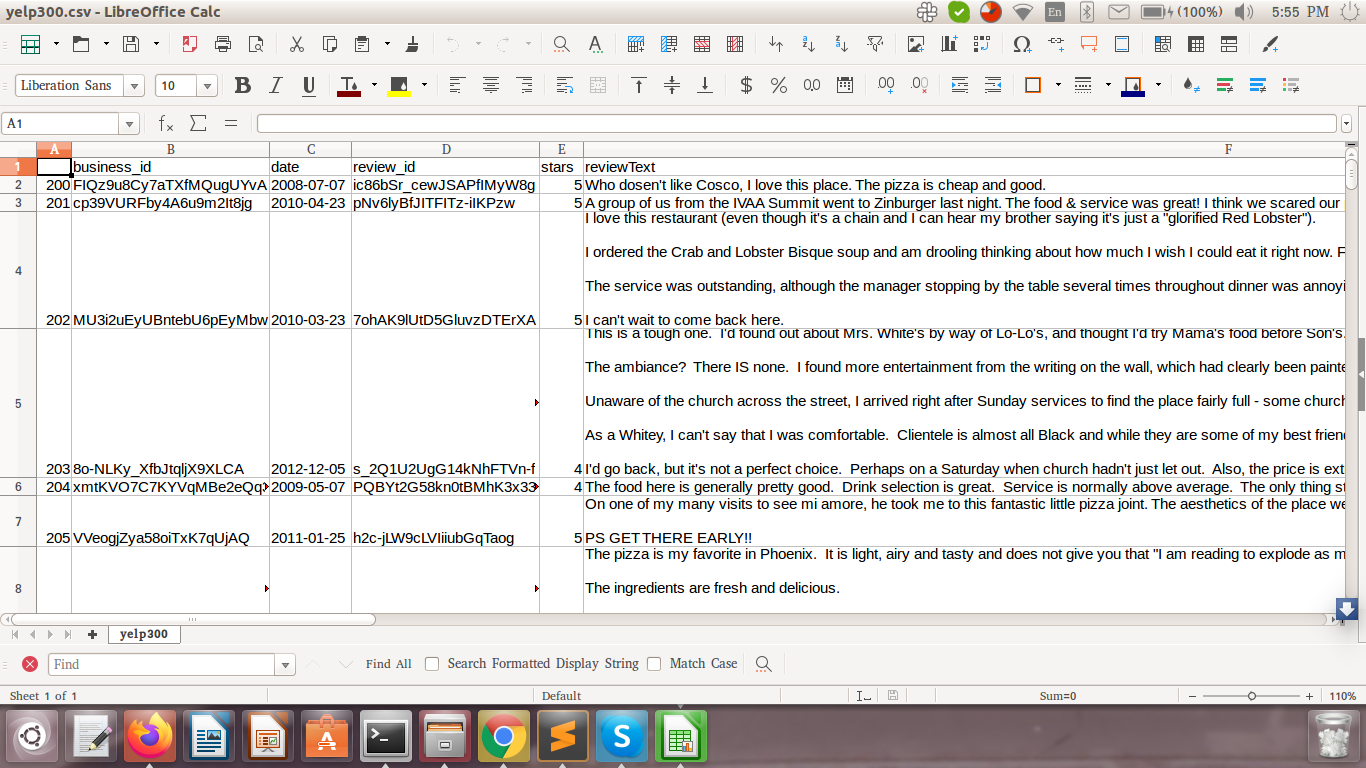 yelp300.csv - LibreOffice Calc
En
(100%)
5:55 PM
Liberation Sans
10
A1
A B C D E F
1 business_id date review_id stars reviewText
2 200 FIQz9u8Cy7aTXfMQugUYvA 2008-07-07 ic86bSr_cewJSAPfIMyW8g 5 Who dosen't like Cosco, I love this place. The pizza is cheap and good.
3 201 cp39VURFby4A6u9m2It8jg 2010-04-23 pNv6lyBfJITFITz-iIKPzw 5 A group of us from the IVAA Summit went to Zinburger last night. The food & service was great! I think we scared our
I love this restaurant (even though it's a chain and I can hear my brother saying it's just a "glorified Red Lobster").
I ordered the Crab and Lobster Bisque soup and am drooling thinking about how much I wish I could eat it right now. F
4
The service was outstanding, although the manager stopping by the table several times throughout dinner was annoyi
202 MU3i2uEyUBntebU6pEyMbw 2010-03-23 7ohAK9lUtD5GluvzDTErXA 5 I can't wait to come back here.
This is a tough one. I'd found out about Mrs. White's by way of Lo-Lo's, and thought I'd try Mama's food before Son's.
The ambiance? There IS none. I found more entertainment from the writing on the wall, which had clearly been painte
5 Unaware of the church across the street, I arrived right after Sunday services to find the place fairly full - some church
As a Whitey, I can't say that I was comfortable. Clientele is almost all Black and while they are some of my best frien
203 8o-NLKy_XfbJtqljX9XLCA 2012-12-05 s_2Q1U2UgG14kNhFTVn-f 4 I'd go back, but it's not a perfect choice. Perhaps on a Saturday when church hadn't just let out. Also, the price is ext
6 204 xmtKVO7C7KYVqMBe2eQq 2009-05-07 PQBYt2G58kn0tBMhK3x33 4 The food here is generally pretty good. Drink selection is great. Service is normally above average. The only thing st
On one of my many visits to see mi amore, he took me to this fantastic little pizza joint. The aesthetics of the place we
7
205 VVeogjZya58oiTxK7qUjAQ 2011-01-25 h2c-jLW9cLVIiiubGqTaog 5 PS GET THERE EARLY!!
The pizza is my favorite in Phoenix. It is light, airy and tasty and does not give you that "I am reading to explode as m
8 The ingredients are fresh and delicious.
yelp300
Find
Find All
Search Formatted Display String
Match Case
Sheet 1 of 1
Default
Sum=0
110%